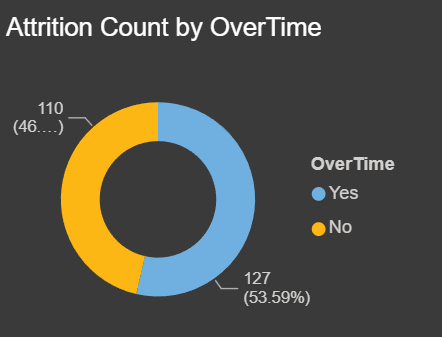 Attrition Count by OverTime
110
(46....)
OverTime
Yes
No
127
(53.59%)